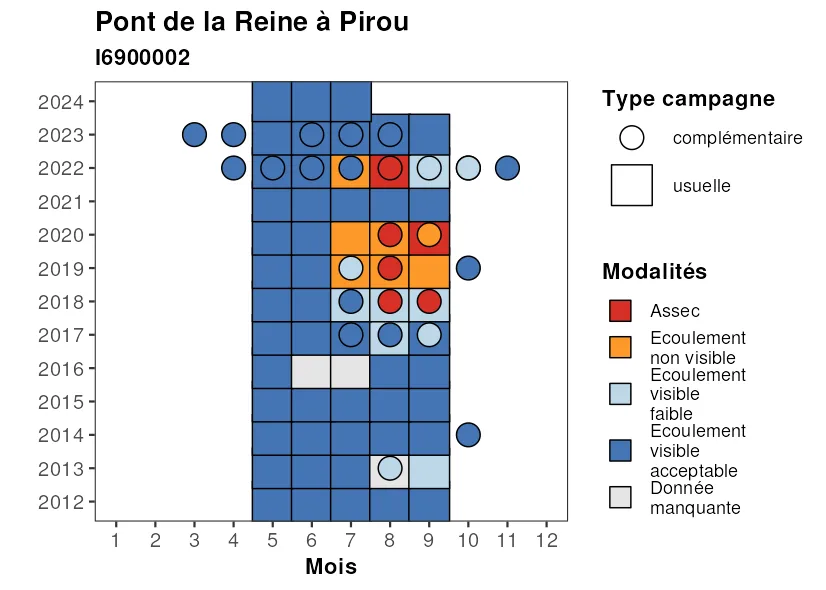 Pont de la Reine à Pirou
I6900002
2024
2023
2022
2021
2020
2019
2018
2017
2016
2015
2014
2013
2012
1 2 3 4 5 6 7 8 9 10 11 12
Mois
Type campagne
complémentaire
usuelle
Modalités
Assec
Ecoulement
non visible
Ecoulement
visible
faible
Ecoulement
visible
acceptable
Donnée
manquante